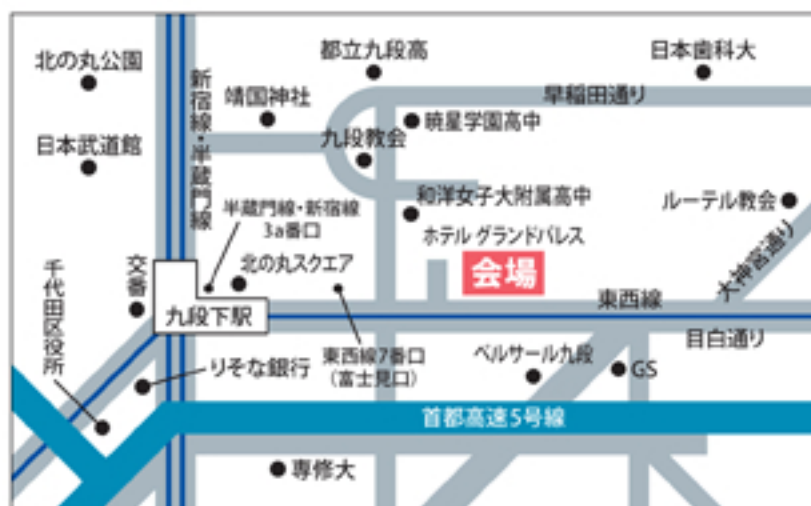 北の丸公園
都立九段高
日本歯科大
新宿線・半蔵門線
靖国神社
早稲田通り
暁星学園高中
九段教会
日本武道館
和洋女子大附属高中
ルーテル教会
半蔵門線・新宿線
3a番口
ホテル グランドパレス
大神宮通り
千代田区役所
交番
北の丸スクエア
会場
東西線
九段下駅
目白通り
東西線7番口
(富士見口)
ベルサール九段
りそな銀行
GS
首都高速5号線
専修大